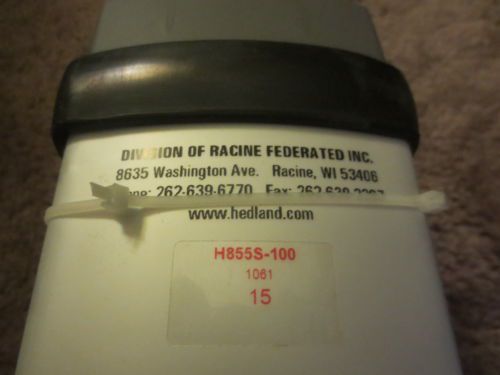 DIVISION OF RACINE FEDERATED INC.
8635 Washington Ave. Racine, WI 53406
Phone: 262-639-6770 Fax:
www.hedland.com
H855S-100
1061
15